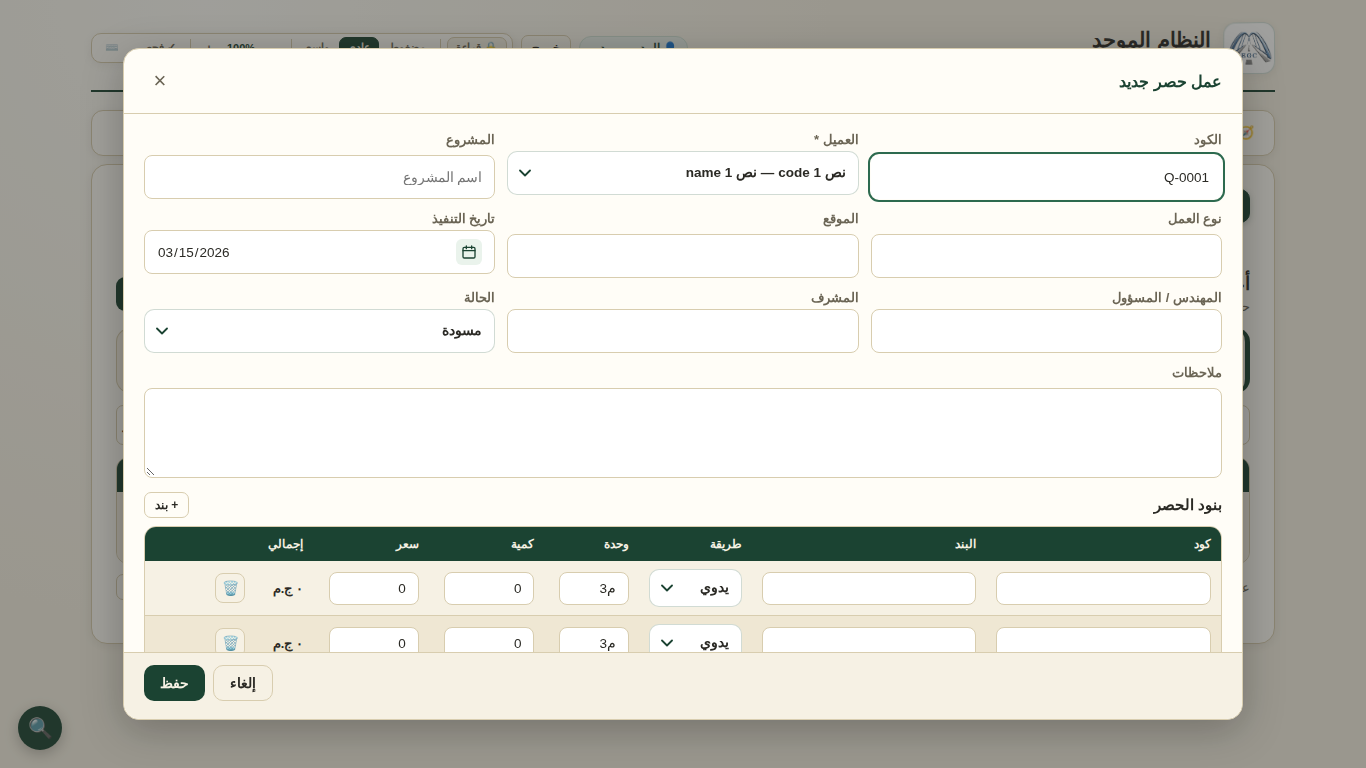 النظام الموحد
100%
عمل حصر جديد
×
الكود
العميل *
المشروع
Q-0001
نص 1 code — نص 1 name
اسم المشروع
نوع العمل
الموقع
تاريخ التنفيذ
03/15/2026
المهندس / المسؤول
المشرف
الحالة
مسودة
ملاحظات
بنود الحصر
+ بند
كود
البند
طريقة
وحدة
كمية
سعر
إجمالي
يدوي
م3
0
0
٠ ج.م
يدوي
م3
0
0
٠ ج.م
إلغاء
حفظ